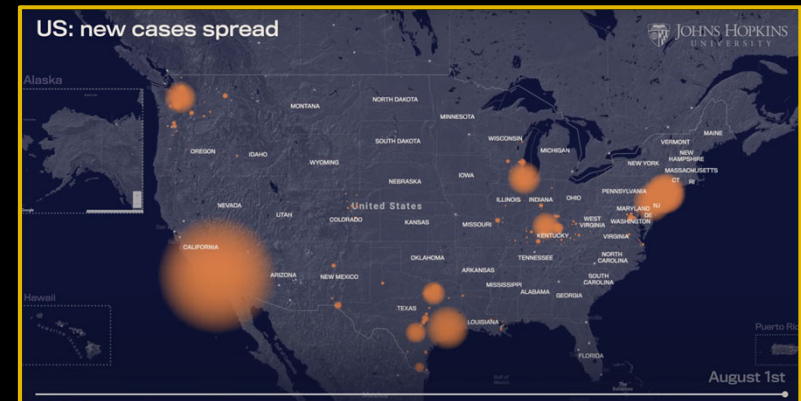 US: new cases spread
JOHNS HOPKINS
UNIVERSITY
Alaska
NORTH DAKOTA
MONTANA
MINNESOTA
MAINE
WISCONSIN
VERMONT
SOUTH DAKOTA
OREGON
IDAHO
MICHIGAN
NEW
HAMPSHIRE
WYOMING
NEW YORK
MASSACHUSETTS
IOWA
CT RI
NEBRASKA
PENNSYLVANIA
ILLINOIS INDIANA OHIO
NEVADA
United States
MARYLAND NJ
UTAH
COLORADO
KANSAS
MISSOURI
WEST
VIRGINIA
WASHINGTON
DE
KENTUCKY
VIRGINIA
CALIFORNIA
OKLAHOMA
TENNESSEE
NORTH
CAROLINA
ARIZONA
NEW MEXICO
ARKANSAS
SOUTH
CAROLINA
MISSISSIPPI
ALABAMA
GEORGIA
Hawaii
TEXAS
LOUISIANA
Puerto Ric
FLORIDA
August 1st